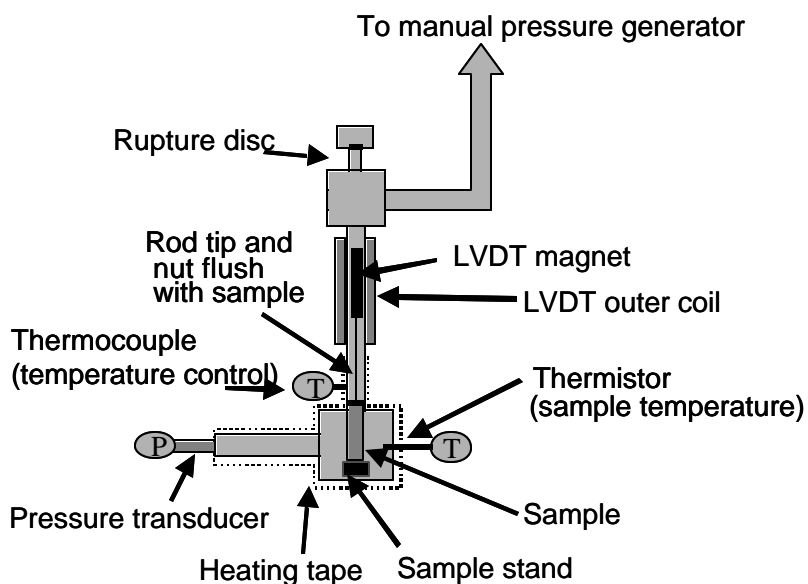 To manual pressure generator
Rupture disc
Rod tip and
nut flush
with sample
LVDT magnet
LVDT outer coil
Thermocouple
(temperature control)
T
Thermistor
(sample temperature)
P
T
Pressure transducer
Sample
Heating tape
Sample stand